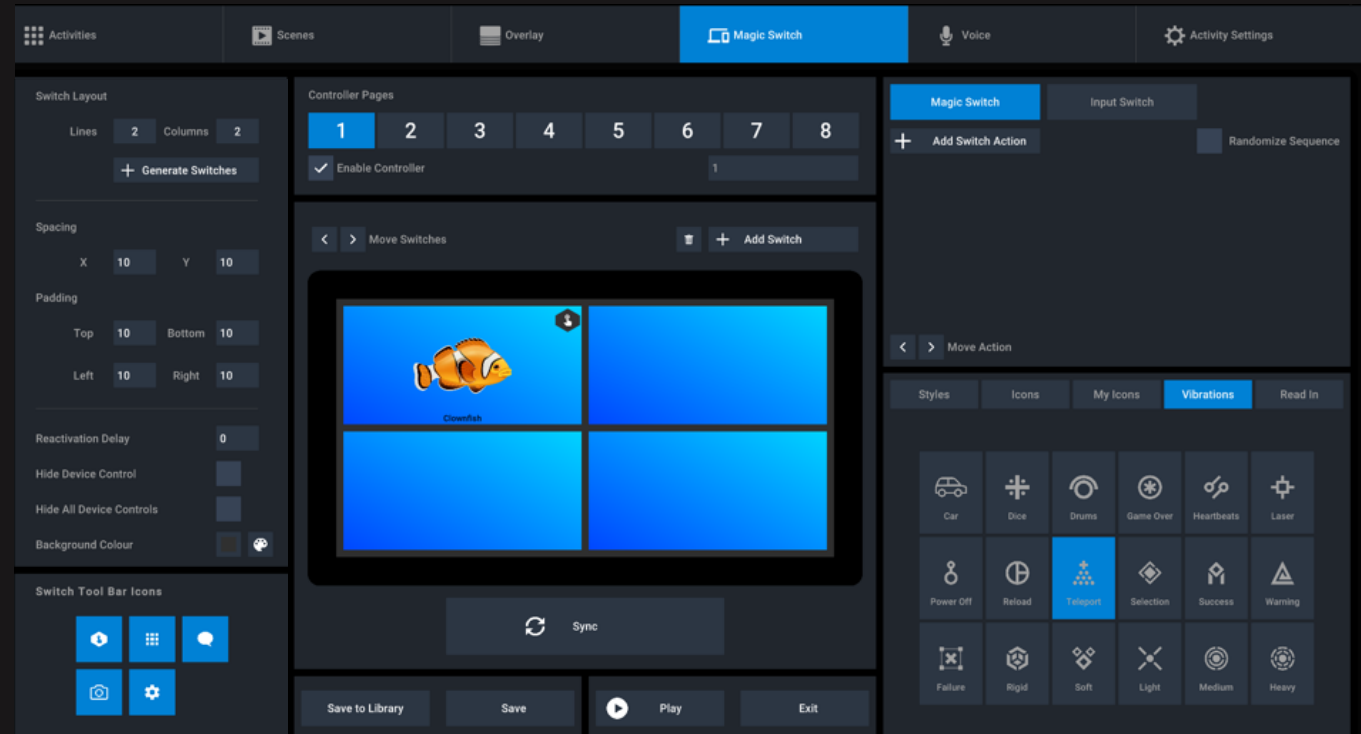 Activities
Scenes
Overlay
Magic Switch
Voice
Activity Settings
Switch Layout
Lines 2 Columns 2
+ Generate Switches
Spacing
X 10 Y 10
Padding
Top 10 Bottom 10
Left 10 Right 10
Reactivation Delay 0
Hide Device Control
Hide All Device Controls
Background Colour
Switch Tool Bar Icons
Controller Pages
1 2 3 4 5 6 7 8
Enable Controller 1
< > Move Switches + Add Switch
Clownfish
Sync
Save to Library Save Play Exit
Magic Switch Input Switch
+ Add Switch Action Randomize Sequence
< > Move Action
Styles Icons My Icons Vibrations Read In
Car Dice Drums Game Over Heartbeats Laser
Power Off Reload Teleport Selection Success Warning
Failure Rigid Soft Light Medium Heavy